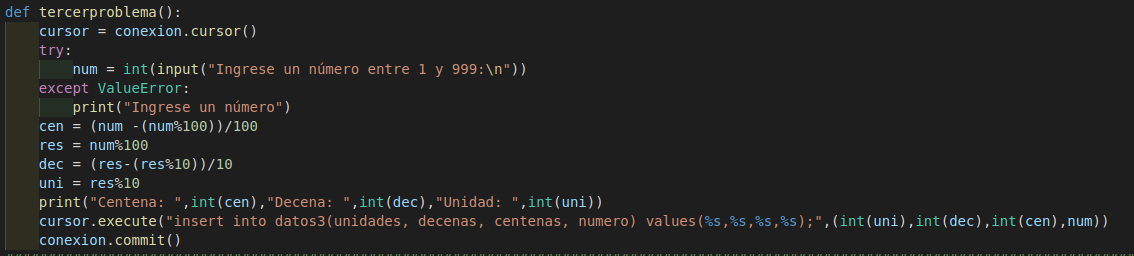 def tercerproblema():
    cursor = conexion.cursor()
    try:
        num = int(input("Ingrese un número entre 1 y 999:\n"))
    except ValueError:
        print("Ingrese un número")
    cen = (num -(num%100))/100
    res = num%100
    dec = (res-(res%10))/10
    uni = res%10
    print("Centena: ",int(cen),"Decena: ",int(dec),"Unidad: ",int(uni))
    cursor.execute("insert into datos3(unidades, decenas, centenas, numero) values(%s,%s,%s,%s);",(int(uni),int(dec),int(cen),num))
    conexion.commit()